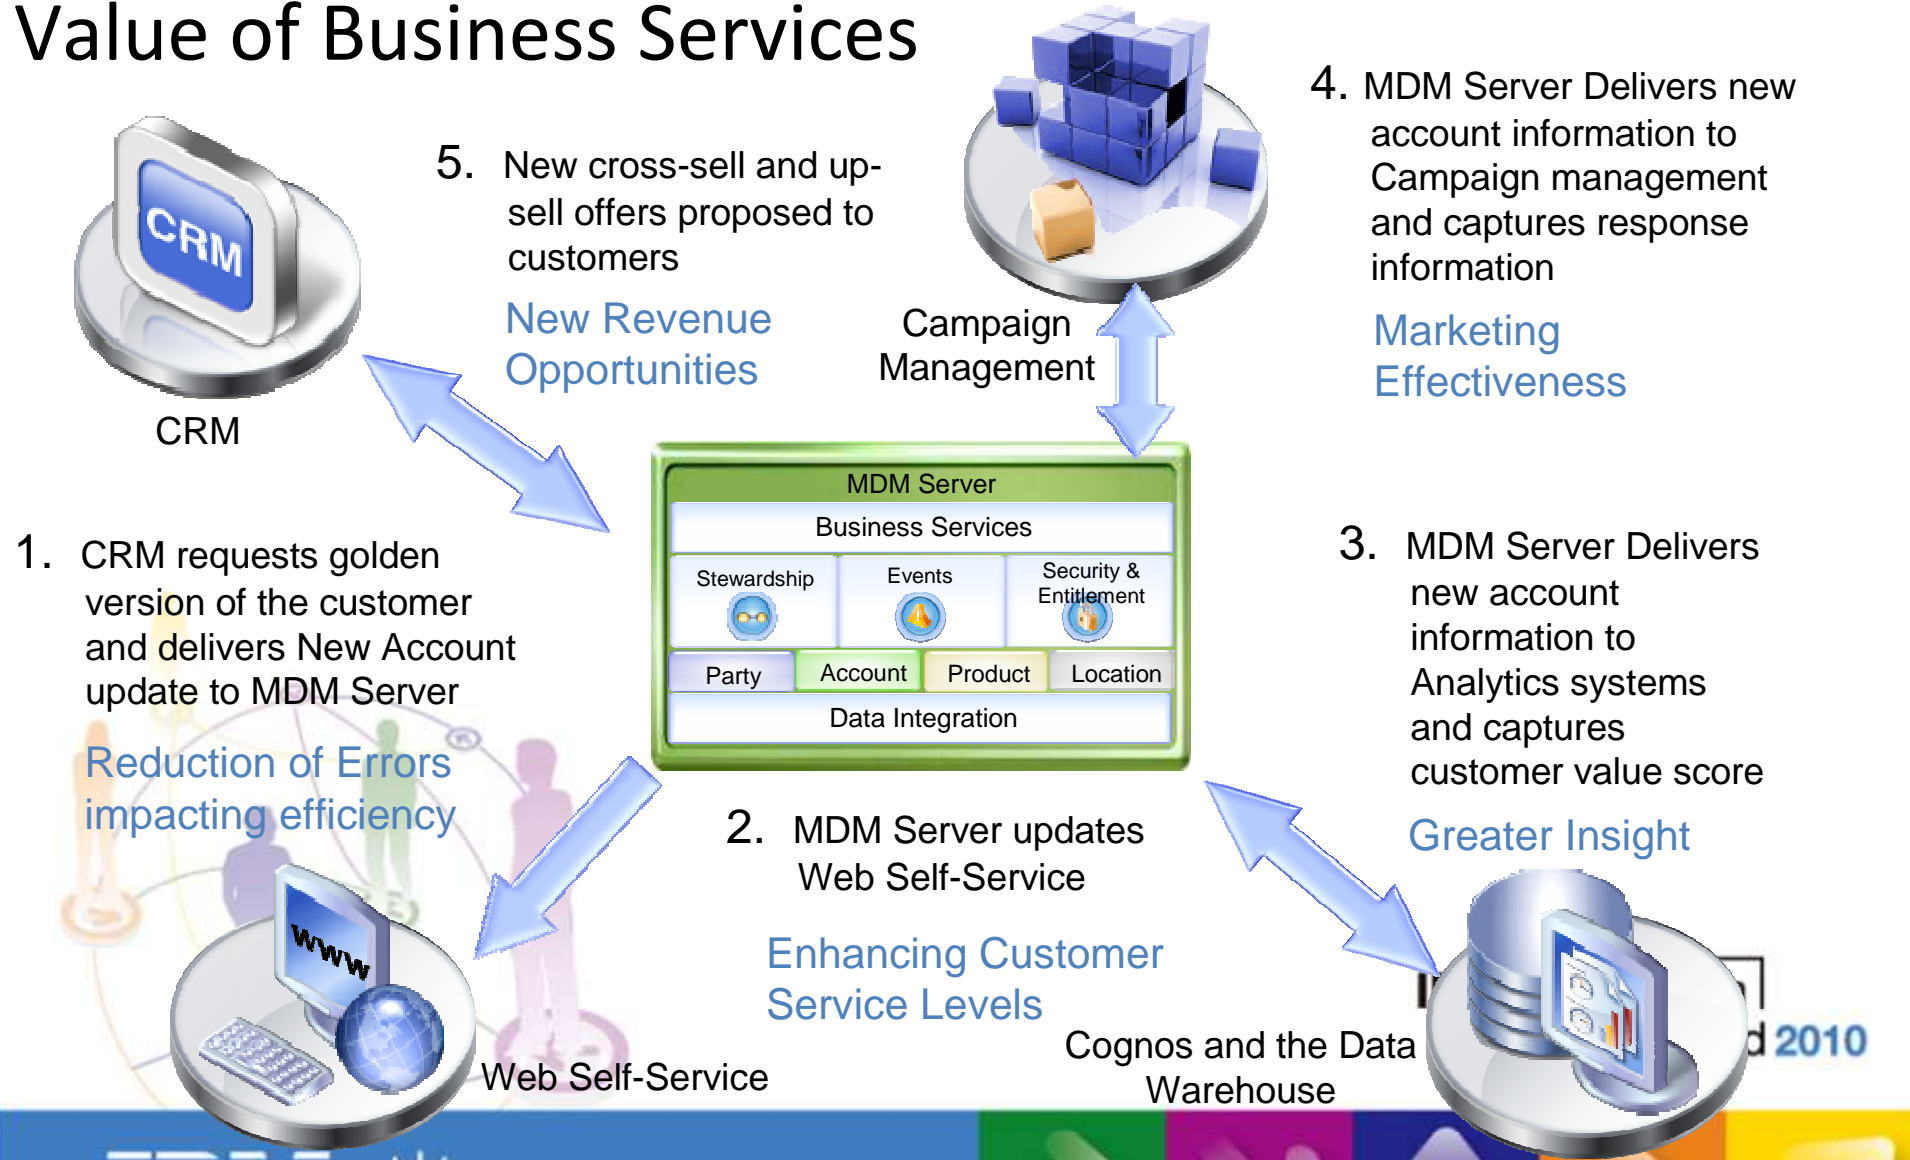 Value of Business Services
CRM
CRM
5. New cross-sell and up-
sell offers proposed to
customers
New Revenue
Opportunities
Campaign
Management
4. MDM Server Delivers new
account information to
Campaign management
and captures response
information
Marketing
Effectiveness
MDM Server
Business Services
Stewardship
Events
Security &
Entitlement
Party
Account
Product
Location
Data Integration
1. CRM requests golden
version of the customer
and delivers New Account
update to MDM Server
Reduction of Errors
impacting efficiency
3. MDM Server Delivers
new account
information to
Analytics systems
and captures
customer value score
Greater Insight
2. MDM Server updates
Web Self-Service
Enhancing Customer
Service Levels
www
Web Self-Service
Cognos and the Data
Warehouse
2010